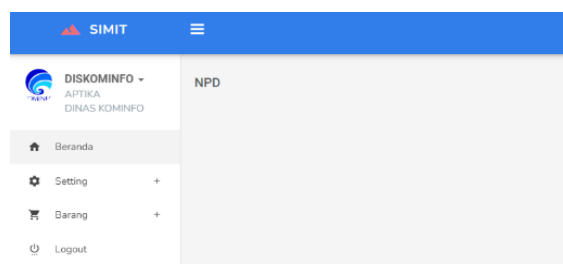 SIMIT
DISKOMINFO
APTIKA
DINAS KOMINFO
NPD
Beranda
Setting +
Barang +
Logout